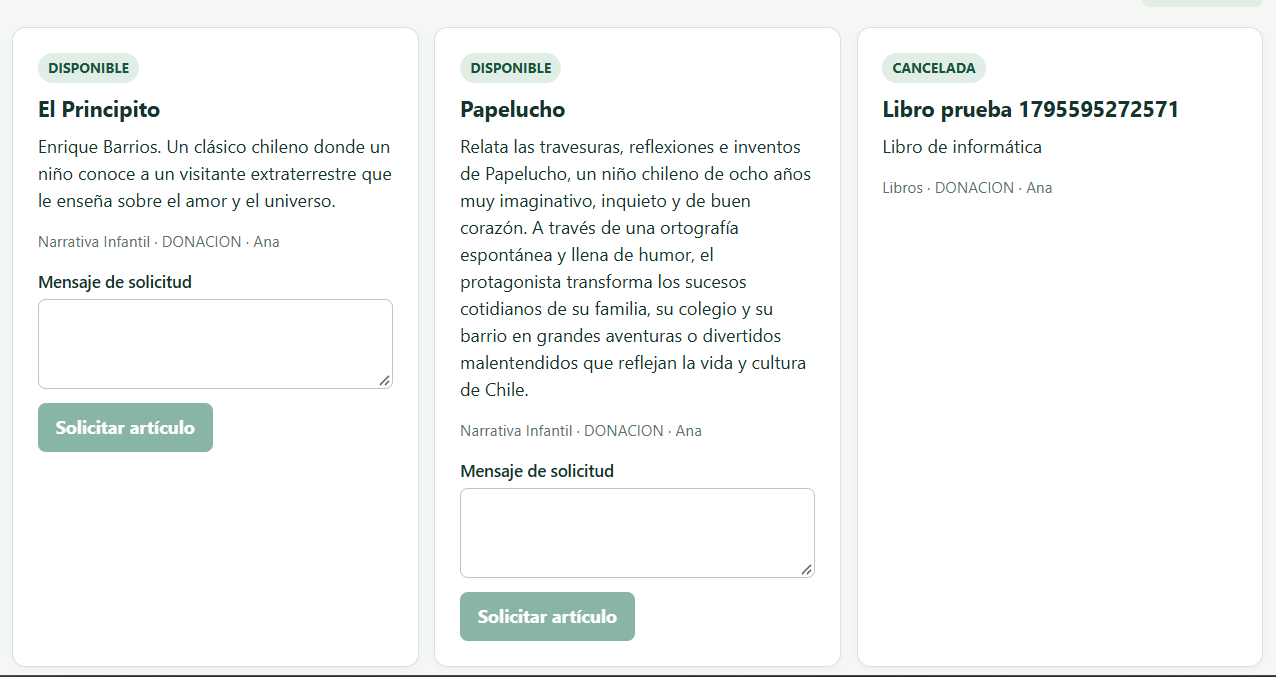 DISPONIBLE
El Principito
Enrique Barrios. Un clásico chileno donde un
niño conoce a un visitante extraterrestre que
le enseña sobre el amor y el universo.
Narrativa Infantil · DONACION · Ana
Mensaje de solicitud
Solicitar artículo
DISPONIBLE
Papelucho
Relata las travesuras, reflexiones e inventos
de Papelucho, un niño chileno de ocho años
muy imaginativo, inquieto y de buen
corazón. A través de una ortografía
espontánea y llena de humor, el
protagonista transforma los sucesos
cotidianos de su familia, su colegio y su
barrio en grandes aventuras o divertidos
malentendidos que reflejan la vida y cultura
de Chile.
Narrativa Infantil · DONACION · Ana
Mensaje de solicitud
Solicitar artículo
CANCELADA
Libro prueba 1795595272571
Libro de informática
Libros · DONACION · Ana